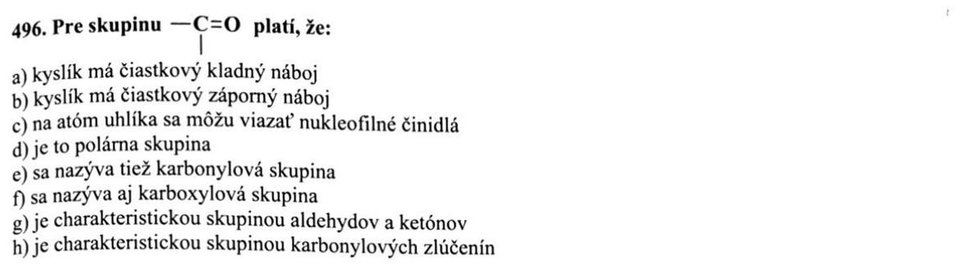 496. Pre skupinu —C=O platí, že:
|
a) kyslík má čiastkový kladný náboj
b) kyslík má čiastkový záporný náboj
c) na atóm uhlíka sa môžu viazať nukleofilné činidlá
d) je to polárna skupina
e) sa nazýva tiež karbonylová skupina
f) sa nazýva aj karboxylová skupina
g) je charakteristickou skupinou aldehydov a ketónov
h) je charakteristickou skupinou karbonylových zlúčenín